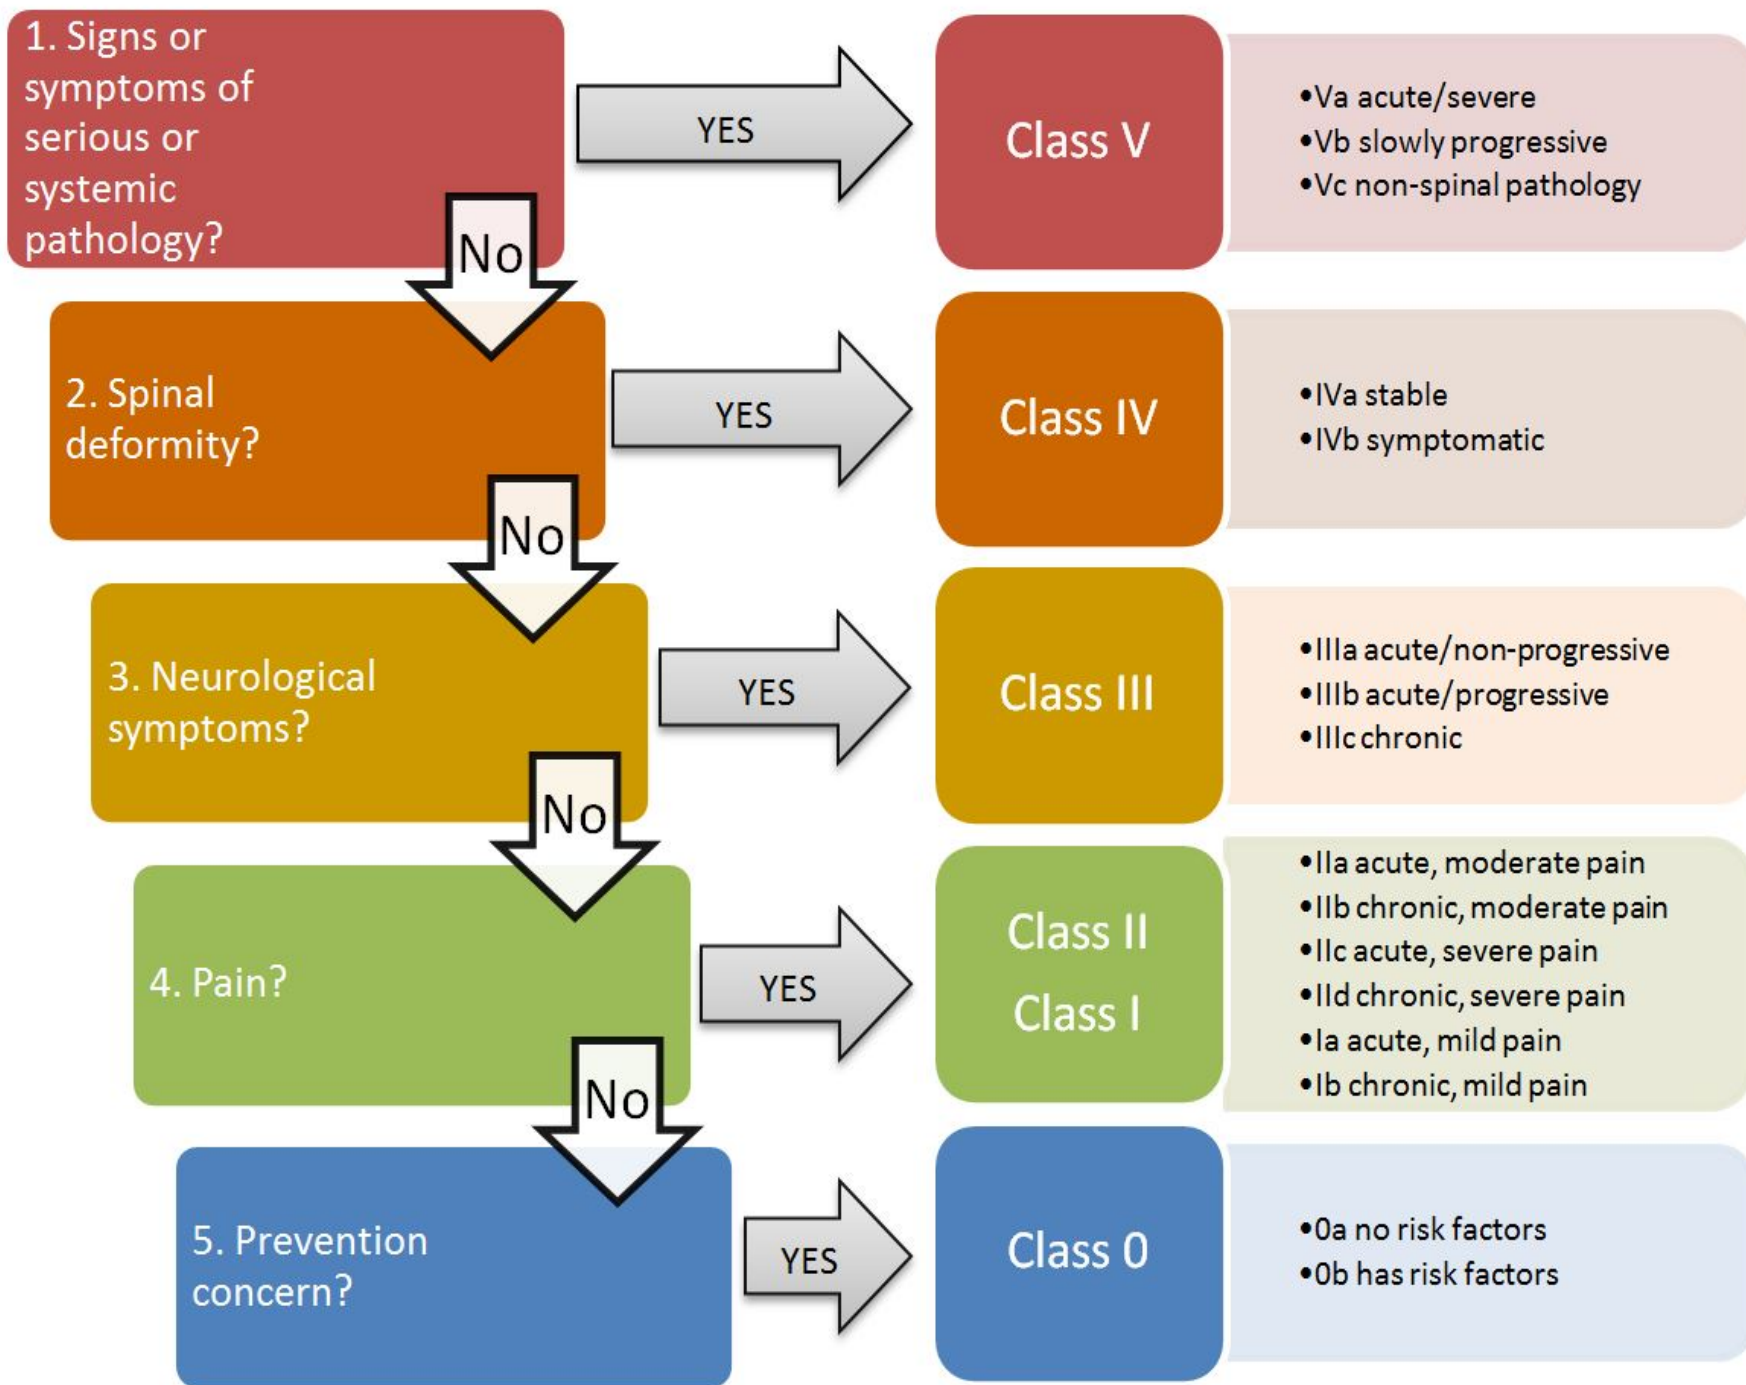 1. Signs or
symptoms of
serious or
systemic
pathology?
No
YES
Class V
•Va acute/severe
•Vb slowly progressive
•Vc non-spinal pathology
2. Spinal
deformity?
No
YES
Class IV
•IVa stable
•IVb symptomatic
3. Neurological
symptoms?
No
YES
Class III
•IIIa acute/non-progressive
•IIIb acute/progressive
•IIIc chronic
4. Pain?
No
YES
Class II
Class I
•IIa acute, moderate pain
•IIb chronic, moderate pain
•IIc acute, severe pain
•IId chronic, severe pain
•Ia acute, mild pain
•Ib chronic, mild pain
5. Prevention
concern?
YES
Class 0
•0a no risk factors
•0b has risk factors